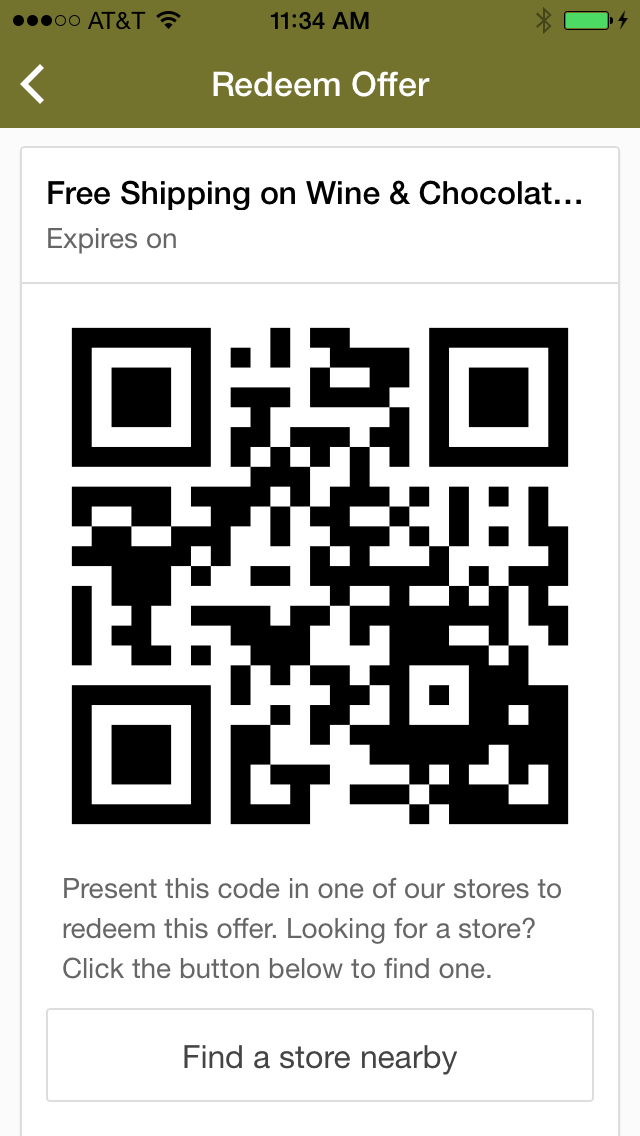 AT&T 11:34 AM
Redeem Offer
Free Shipping on Wine & Chocolat...
Expires on
Present this code in one of our stores to
redeem this offer. Looking for a store?
Click the button below to find one.
Find a store nearby